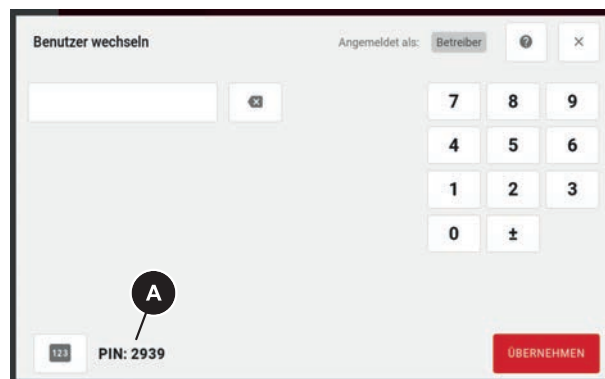 Benutzer wechseln
Angemeldet als: Betreiber
7 8 9
4 5 6
1 2 3
0 ±
A
123
PIN: 2939
ÜBERNEHMEN